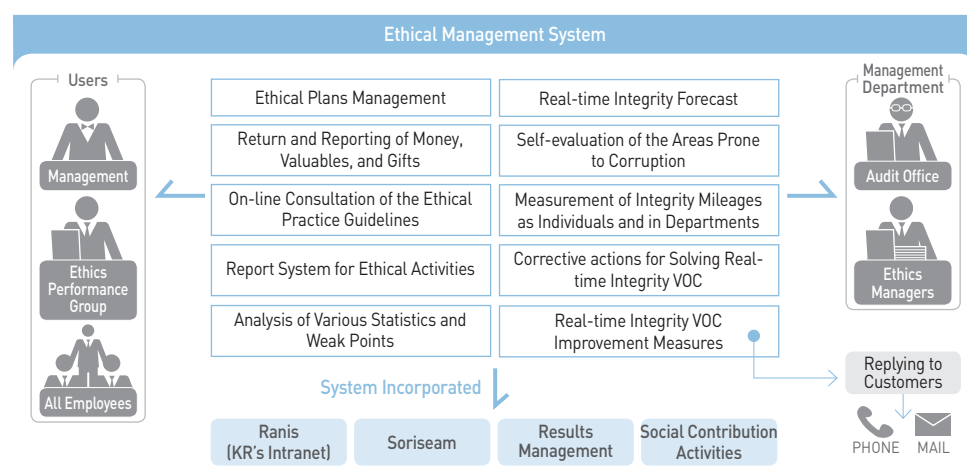 Ethical Management System
Users
Management
Ethics
Performance
Group
All Employees
Ethical Plans Management
Real-time Integrity Forecast
Return and Reporting of Money,
Valuables, and Gifts
Self-evaluation of the Areas Prone
to Corruption
On-line Consultation of the Ethical
Practice Guidelines
Measurement of Integrity Mileages
as Individuals and in Departments
Report System for Ethical Activities
Corrective actions for Solving Real-
time Integrity VOC
Analysis of Various Statistics and
Weak Points
Real-time Integrity VOC
Improvement Measures
Management
Department
Audit Office
Ethics
Managers
Replying to
Customers
PHONE
MAIL
System Incorporated
Ranis
(KR's Intranet)
Soriseam
Results
Management
Social Contribution
Activities